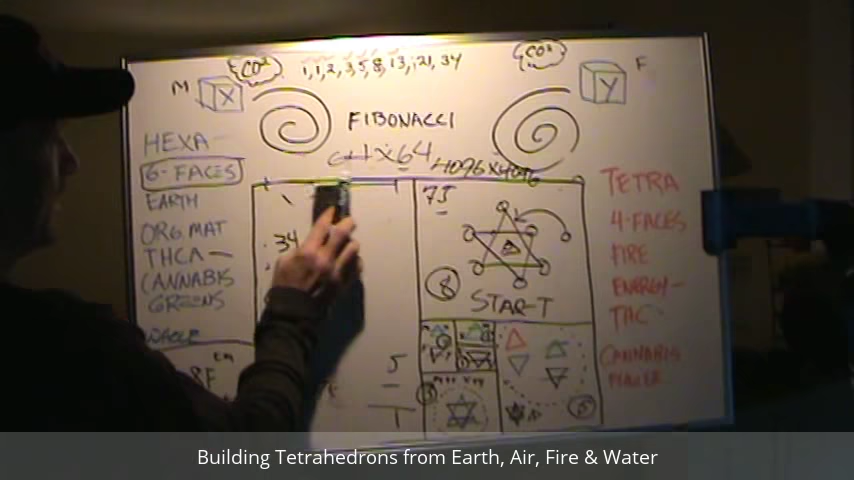 CO²
1,1,2,3,5,8,13,21,34
CO²
M
X
Y
F
FIBONACCI
64x64
4096x4096
HEXA
6-FACES
EARTH
ORG MAT
THCA
CANNABIS
GREENS
34
5
1
75
8
STAR-T
TETRA
4-FACES
FIRE
ENERGY
THC
CANNABIS
8F
Building Tetrahedrons from Earth, Air, Fire & Water